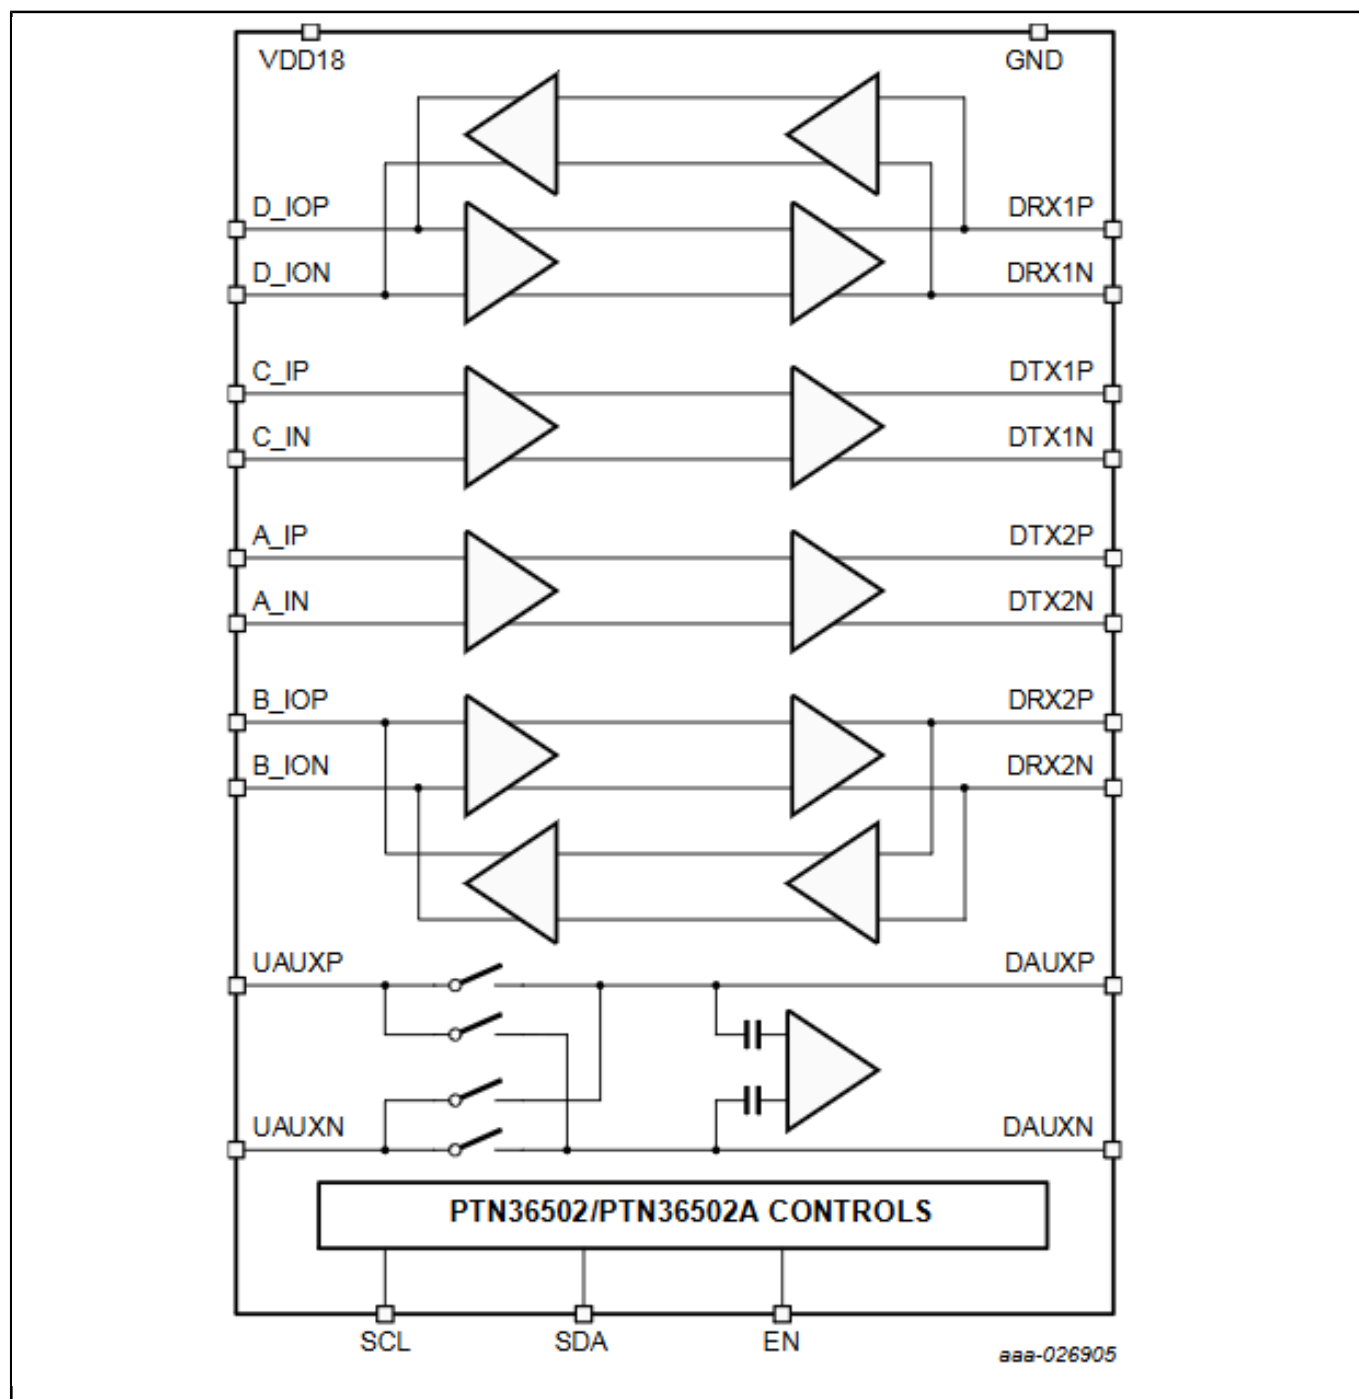 VDD18 GND
D_IOP DRX1P
D_ION DRX1N
C_IP DTX1P
C_IN DTX1N
A_IP DTX2P
A_IN DTX2N
B_IOP DRX2P
B_ION DRX2N
UAUXP DAUXP
UAUXN DAUXN
PTN36502/PTN36502A CONTROLS
SCL SDA EN
aaa-026905